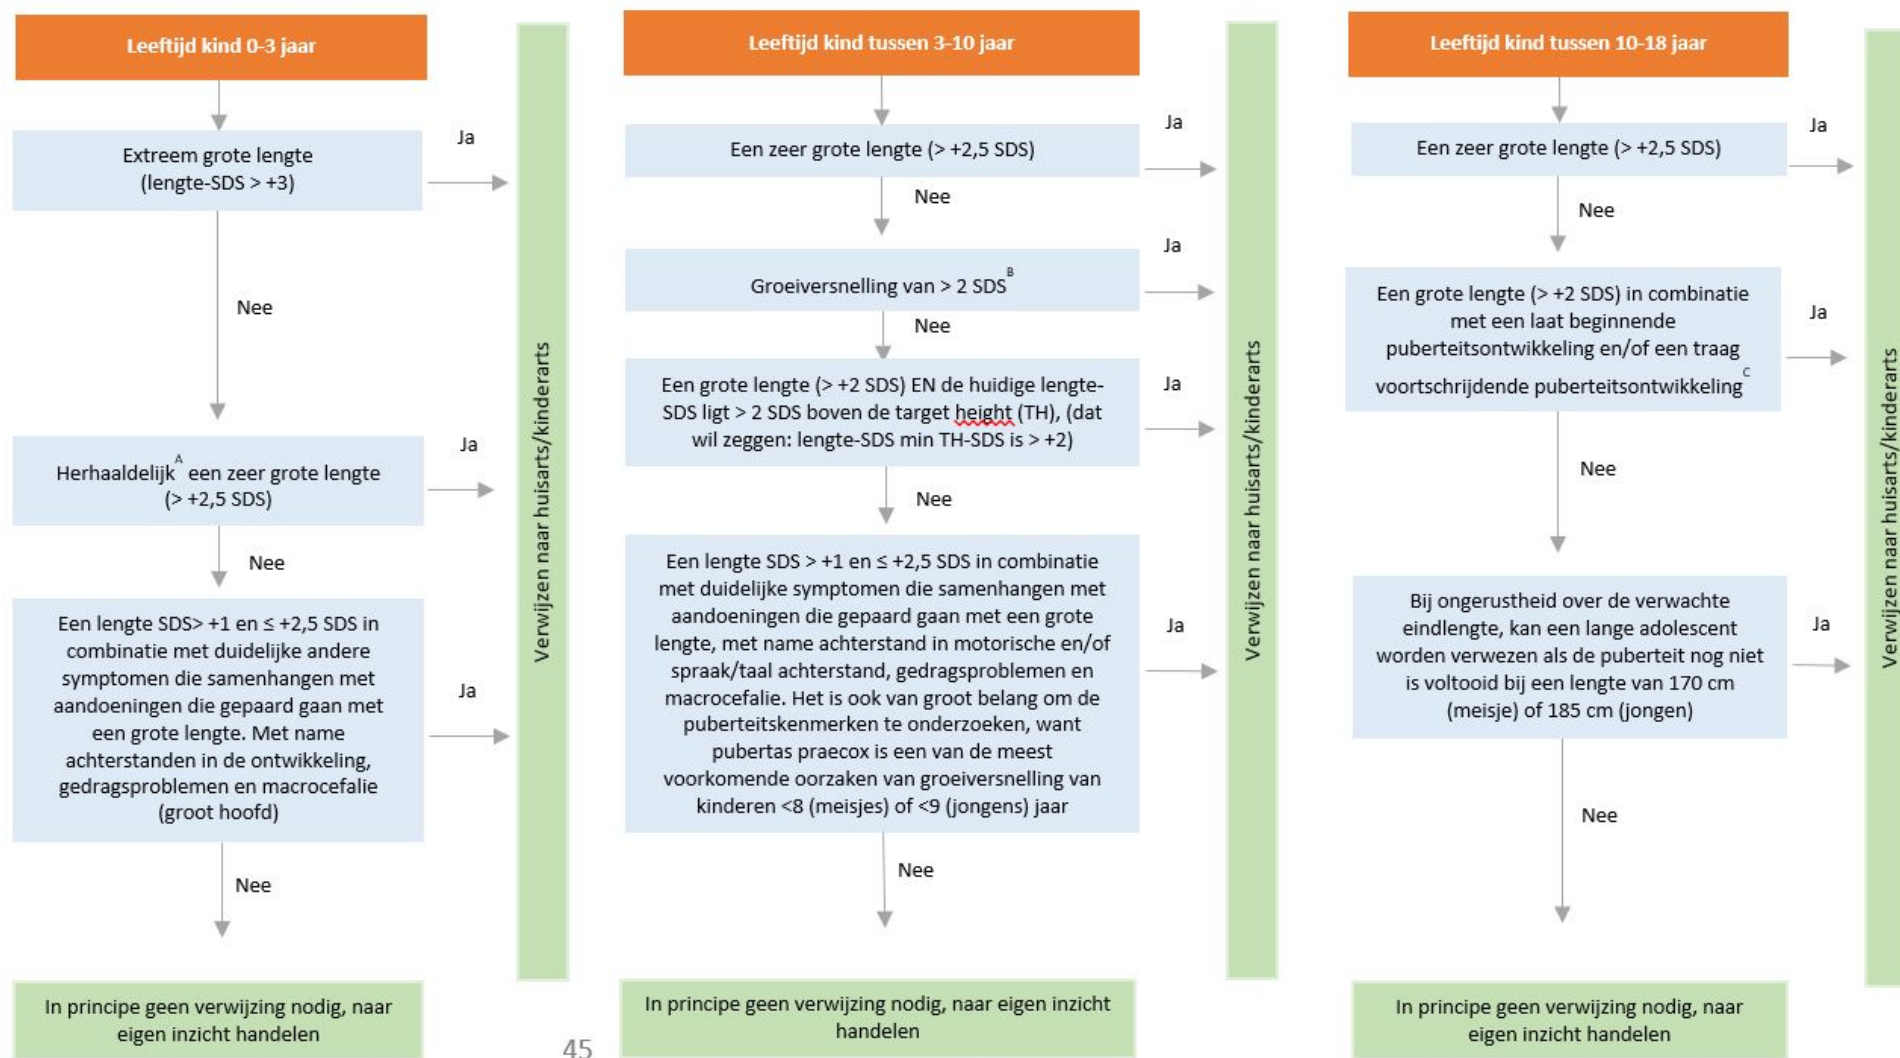 Leeftijd kind 0-3 jaar
Extreem grote lengte
(lengte-SDS > +3)
Ja
Nee
Herhaaldelijk^A een zeer grote lengte
(> +2,5 SDS)
Ja
Nee
Een lengte SDS> +1 en ≤ +2,5 SDS in
combinatie met duidelijke andere
symptomen die samenhangen met
aandoeningen die gepaard gaan met
een grote lengte. Met name
achterstanden in de ontwikkeling,
gedragsproblemen en macrocefalie
(groot hoofd)
Ja
Nee
In principe geen verwijzing nodig, naar
eigen inzicht handelen
Verwijzen naar huisarts/kinderarts
Leeftijd kind tussen 3-10 jaar
Een zeer grote lengte (> +2,5 SDS)
Ja
Nee
Groeiversnelling van > 2 SDS^B
Ja
Nee
Een grote lengte (> +2 SDS) EN de huidige lengte-
SDS ligt > 2 SDS boven de target height (TH), (dat
wil zeggen: lengte-SDS min TH-SDS is > +2)
Ja
Nee
Een lengte SDS > +1 en ≤ +2,5 SDS in combinatie
met duidelijke symptomen die samenhangen met
aandoeningen die gepaard gaan met een grote
lengte, met name achterstand in motorische en/of
spraak/taal achterstand, gedragsproblemen en
macrocefalie. Het is ook van groot belang om de
puberteitskenmerken te onderzoeken, want
pubertas praecox is een van de meest
voorkomende oorzaken van groeiversnelling van
kinderen <8 (meisjes) of <9 (jongens) jaar
Ja
Nee
In principe geen verwijzing nodig, naar eigen inzicht
handelen
Verwijzen naar huisarts/kinderarts
Leeftijd kind tussen 10-18 jaar
Een zeer grote lengte (> +2,5 SDS)
Ja
Nee
Een grote lengte (> +2 SDS) in combinatie
met een laat beginnende
puberteitsontwikkeling en/of een traag
voortschrijdende puberteitsontwikkeling^C
Ja
Nee
Bij ongerustheid over de verwachte
eindlengte, kan een lange adolescent
worden verwezen als de puberteit nog niet
is voltooid bij een lengte van 170 cm
(meisje) of 185 cm (jongen)
Ja
Nee
In principe geen verwijzing nodig, naar
eigen inzicht handelen
Verwijzen naar huisarts/kinderarts
45